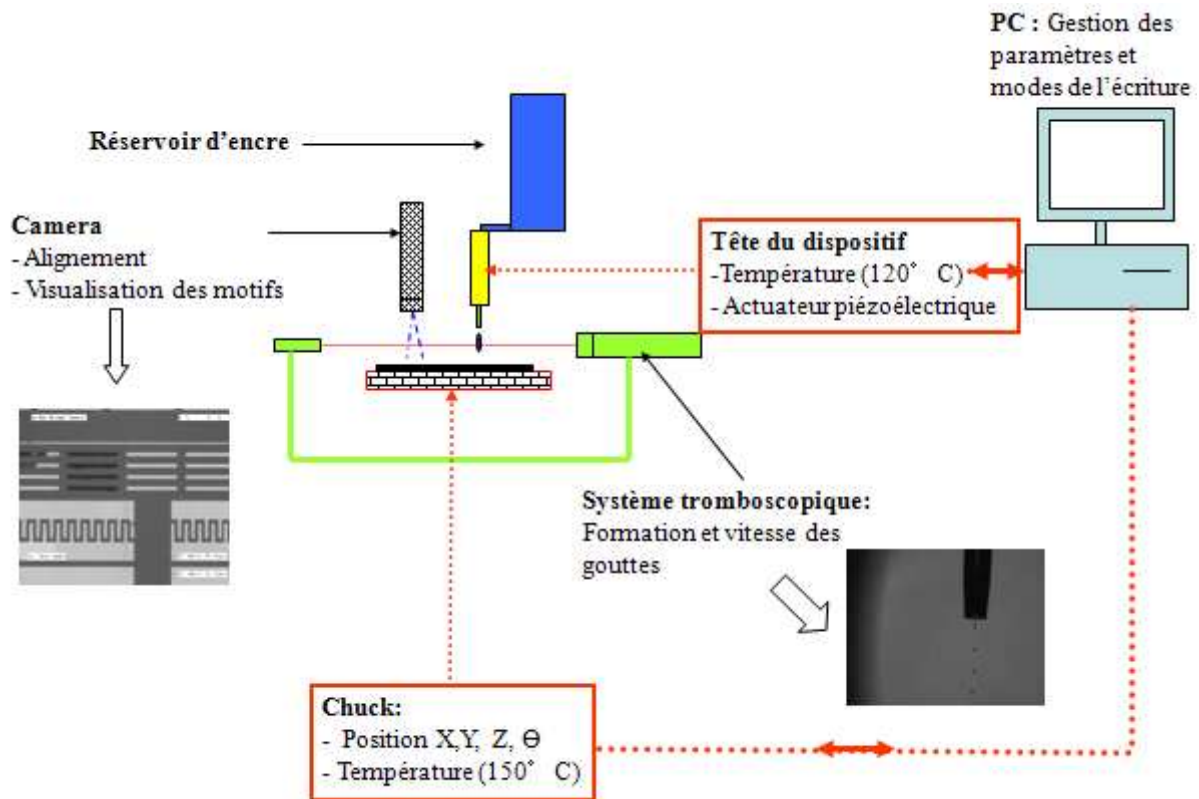 PC : Gestion des
paramètres et
modes de l'écriture
Réservoir d'encre
Camera
- Alignement
- Visualisation des motifs
Tête du dispositif
-Température (120° C)
- Actuateur piézoélectrique
Système tromboscopique:
Formation et vitesse des
gouttes
Chuck:
- Position X,Y, Z, Θ
- Température (150° C)